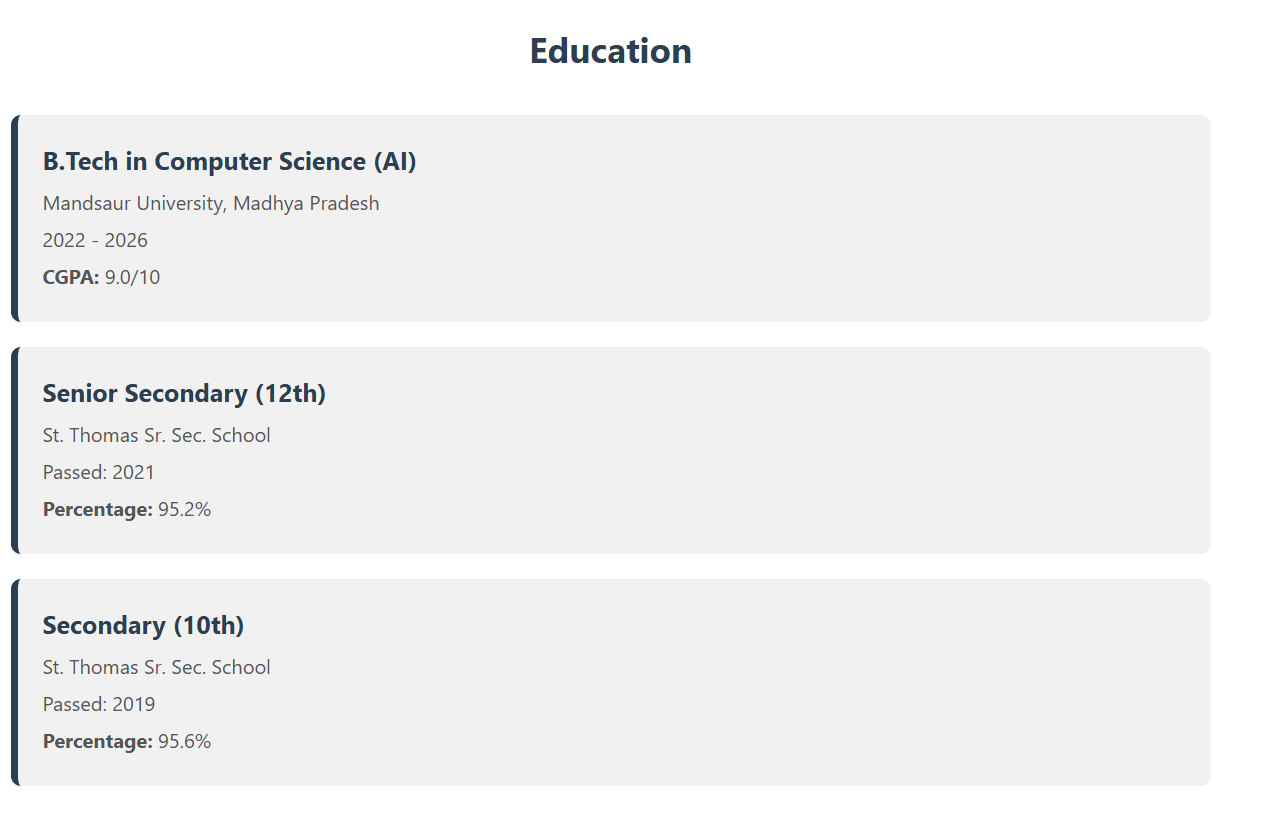 Education
B.Tech in Computer Science (AI)
Mandsaur University, Madhya Pradesh
2022 - 2026
CGPA: 9.0/10
Senior Secondary (12th)
St. Thomas Sr. Sec. School
Passed: 2021
Percentage: 95.2%
Secondary (10th)
St. Thomas Sr. Sec. School
Passed: 2019
Percentage: 95.6%